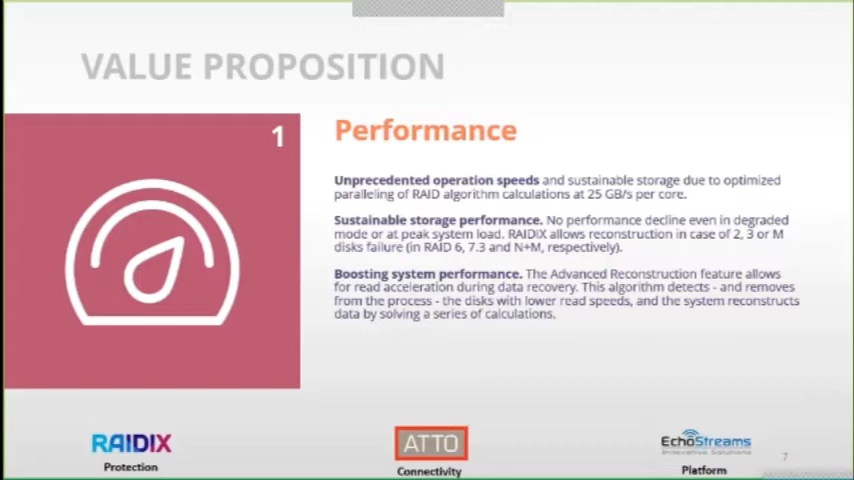 VALUE PROPOSITION
1
Performance
Unprecedented operation speeds and sustainable storage due to optimized
paralleling of RAID algorithm calculations at 25 GB/s per core.
Sustainable storage performance. No performance decline even in degraded
mode or at peak system load. RAIDIX allows reconstruction in case of 2, 3 or M
disks failure (in RAID 6, 7.3 and N+M, respectively).
Boosting system performance. The Advanced Reconstruction feature allows
for read acceleration during data recovery. This algorithm detects - and removes
from the process - the disks with lower read speeds, and the system reconstructs
data by solving a series of calculations.
RAIDIX
Protection
ATTO
Connectivity
EchoStreams
Innovative Solutions
Platform
7